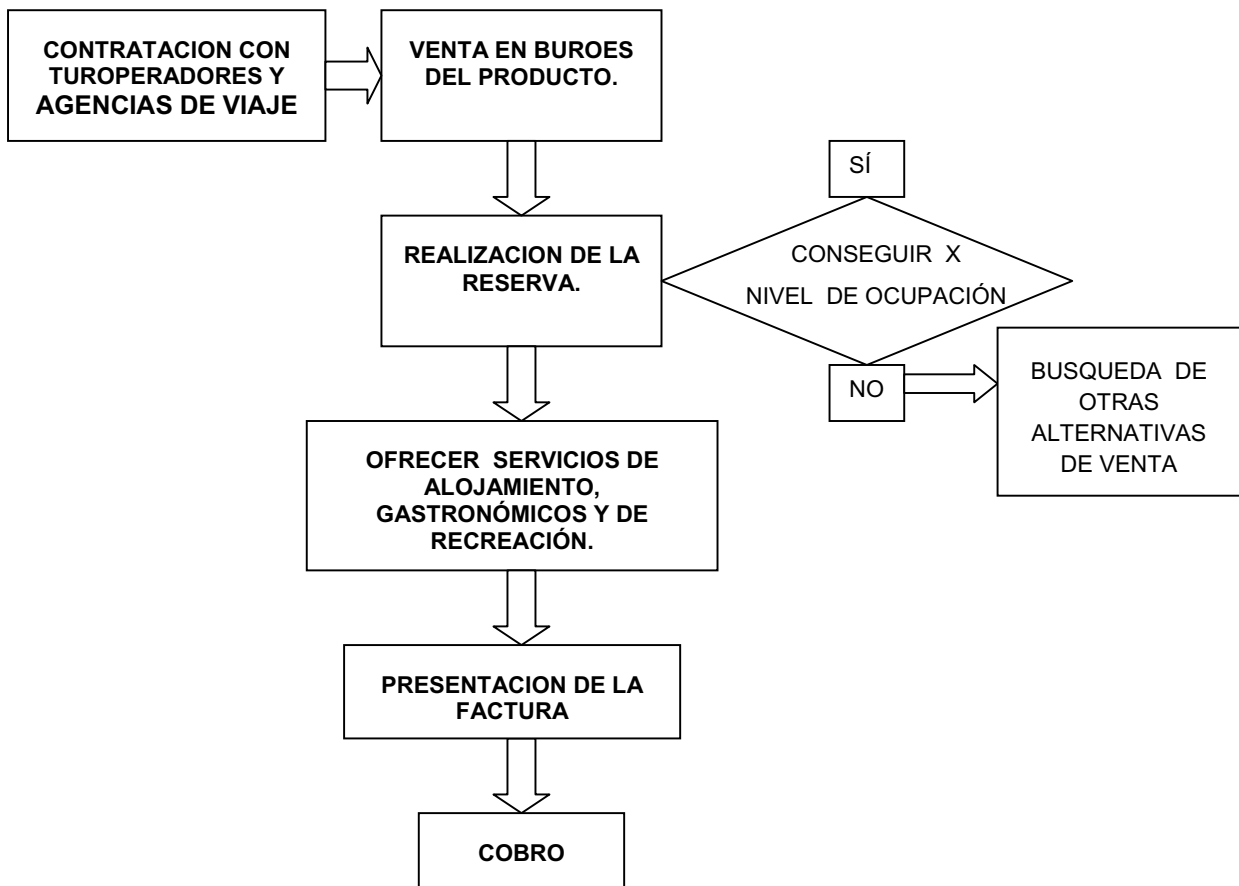 CONTRATACION CON
TUROPERADORES Y
AGENCIAS DE VIAJE
VENTA EN BUROES
DEL PRODUCTO.
SÍ
REALIZACION DE LA
RESERVA.
CONSEGUIR X
NIVEL DE OCUPACIÓN
NO
BUSQUEDA DE
OTRAS
ALTERNATIVAS
DE VENTA
OFRECER SERVICIOS DE
ALOJAMIENTO,
GASTRONÓMICOS Y DE
RECREACIÓN.
PRESENTACION DE LA
FACTURA
COBRO